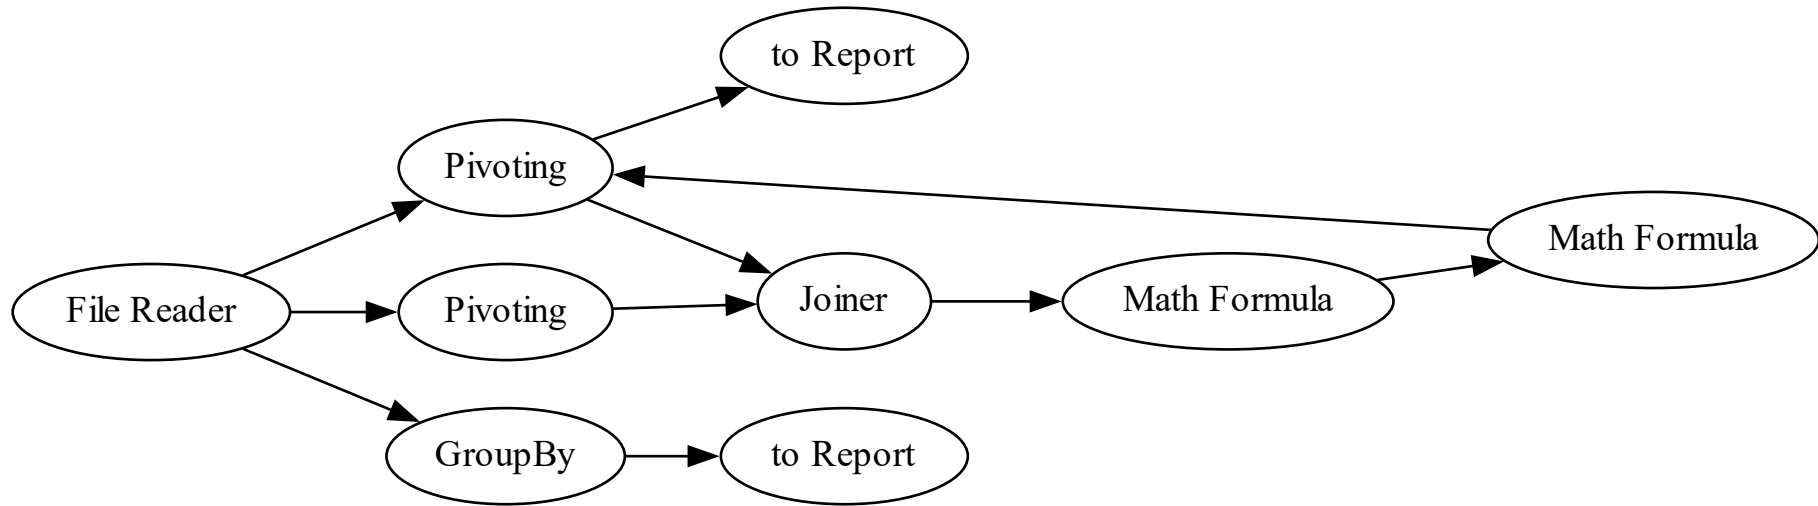 to Report
Pivoting
Math Formula
File Reader
Pivoting
Joiner
Math Formula
GroupBy
to Report